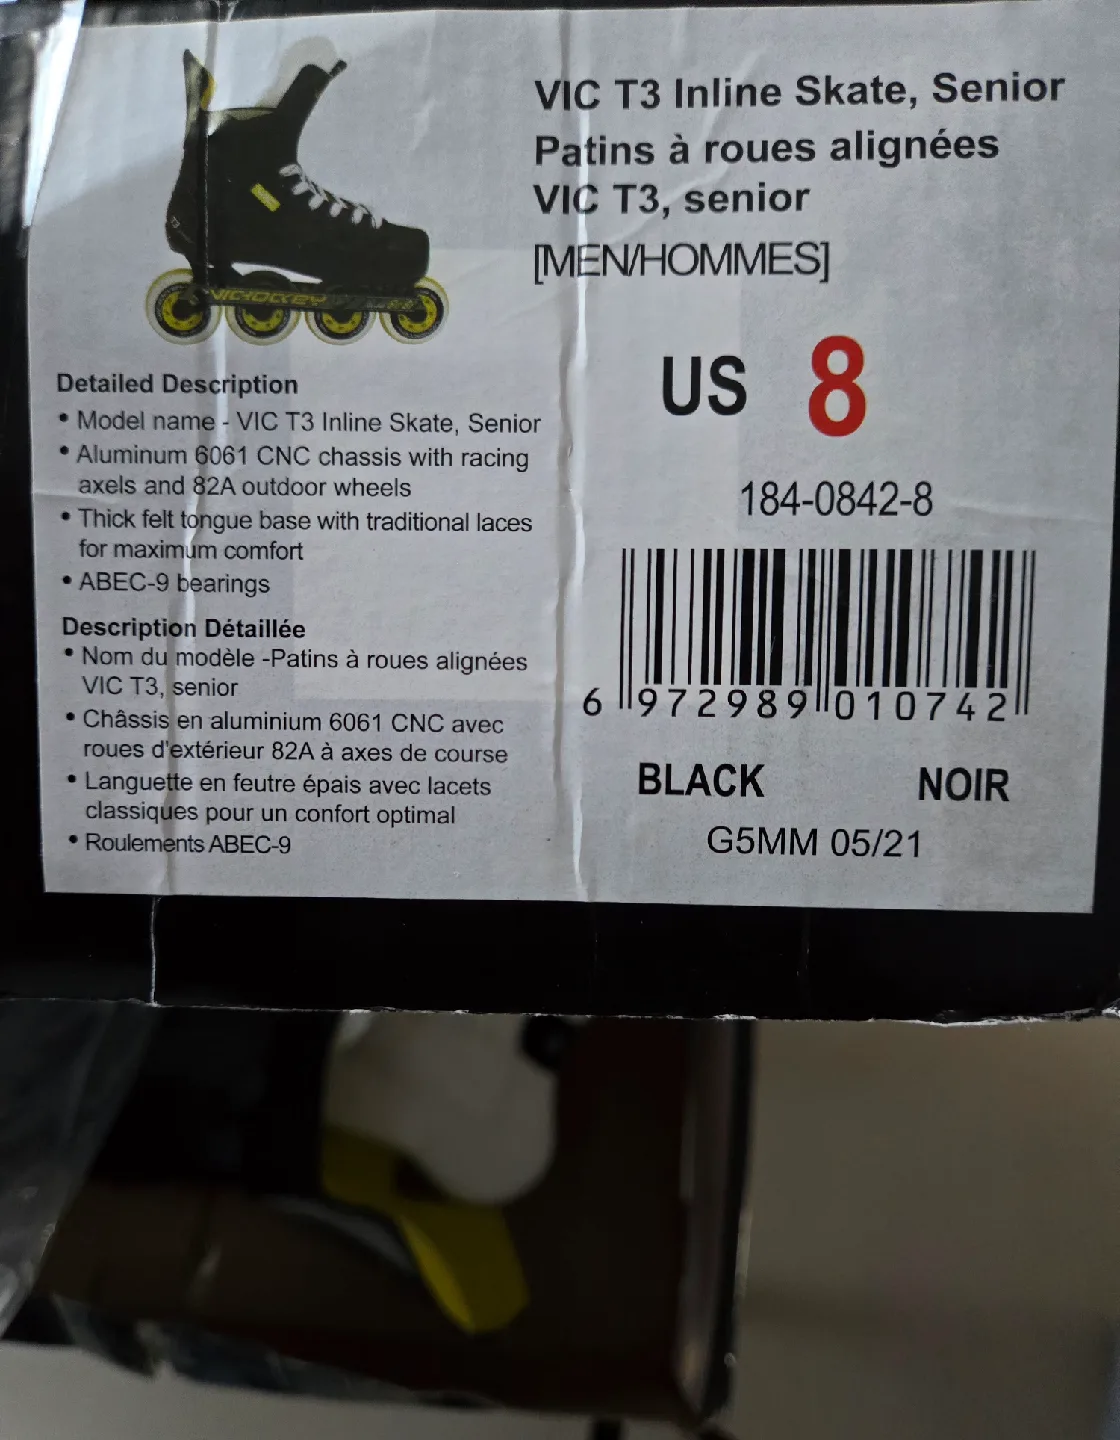 VIC T3 Inline Skate, Senior
Patins à roues alignées
VIC T3, senior
[MEN/HOMMES]
US 8
184-0842-8
6 972989 010742
BLACK NOIR
G5MM 05/21
VICHOCKEY
T3
Detailed Description
• Model name - VIC T3 Inline Skate, Senior
• Aluminum 6061 CNC chassis with racing
axels and 82A outdoor wheels
• Thick felt tongue base with traditional laces
for maximum comfort
• ABEC-9 bearings
Description Détaillée
• Nom du modèle -Patins à roues alignées
VIC T3, senior
• Châssis en aluminium 6061 CNC avec
roues d'extérieur 82A à axes de course
• Languette en feutre épais avec lacets
classiques pour un confort optimal
• Roulements ABEC-9